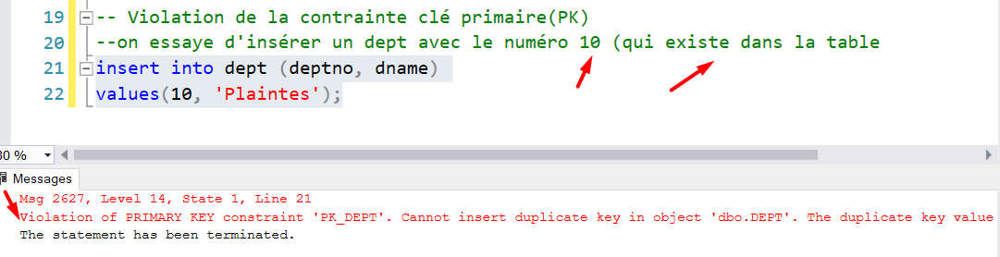 19 -- Violation de la contrainte clé primaire(PK)
20 --on essaye d'insérer un dept avec le numéro 10 (qui existe dans la table
21 insert into dept (deptno, dname)
22 values(10, 'Plaintes');
%
Messages
Msg 2627, Level 14, State 1, Line 21
Violation of PRIMARY KEY constraint 'PK_DEPT'. Cannot insert duplicate key in object 'dbo.DEPT'. The duplicate key value
The statement has been terminated.